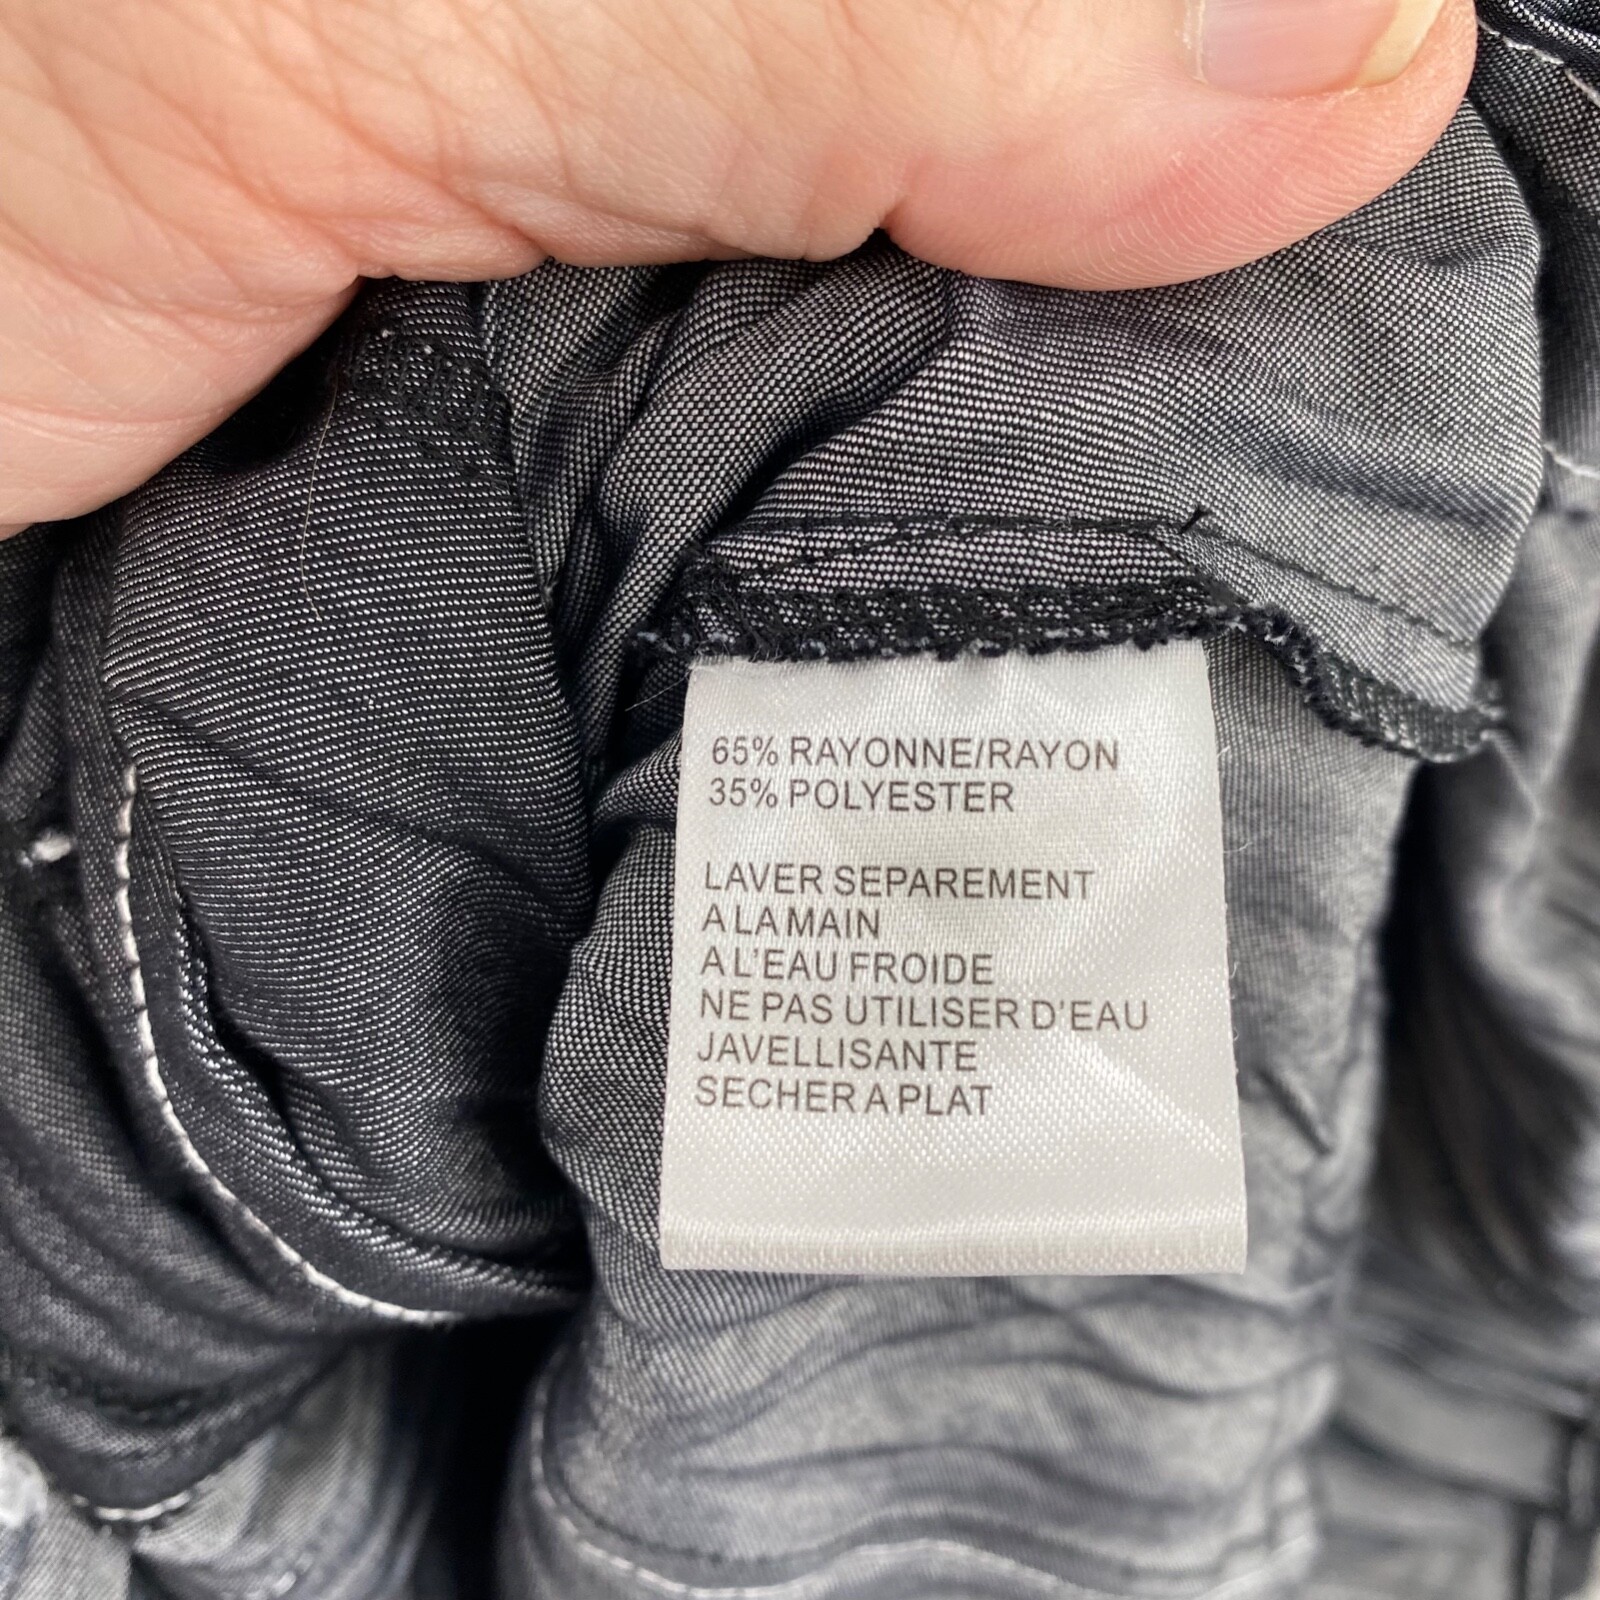 65% RAYONNE/RAYON
35% POLYESTER
LAVER SEPAREMENT
A LA MAIN
A L'EAU FROIDE
NE PAS UTILISER D'EAU
JAVELLISANTE
SECHER A PLAT